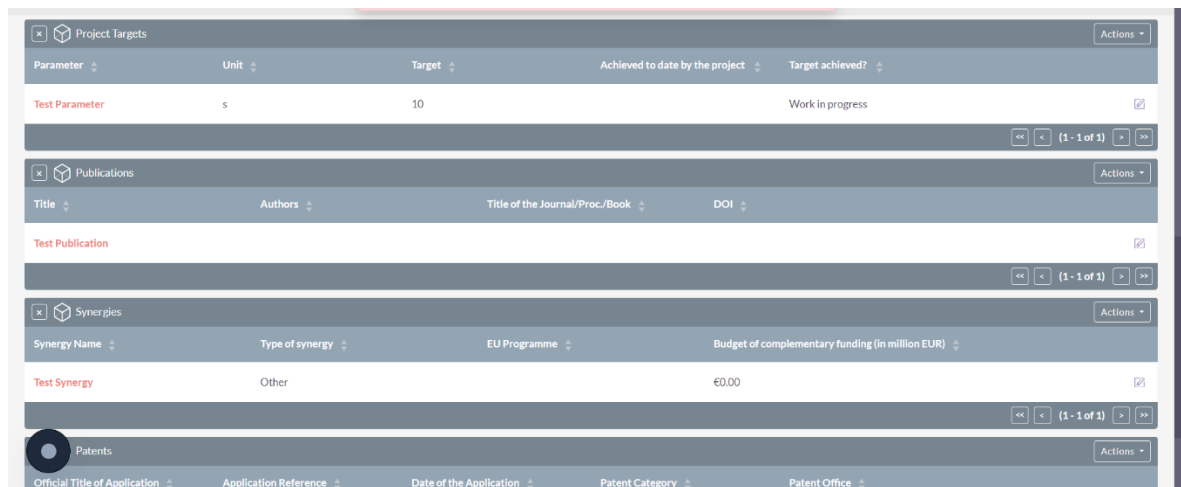 Project Targets Actions
Parameter Unit Target Achieved to date by the project Target achieved?
Test Parameter s 10 Work in progress
<< < (1 - 1 of 1) > >>
Publications Actions
Title Authors Title of the Journal/Proc./Book DOI
Test Publication
<< < (1 - 1 of 1) > >>
Synergies Actions
Synergy Name Type of synergy EU Programme Budget of complementary funding (in million EUR)
Test Synergy Other €0.00
<< < (1 - 1 of 1) > >>
Patents Actions
Official Title of Application Application Reference Date of the Application Patent Category Patent Office